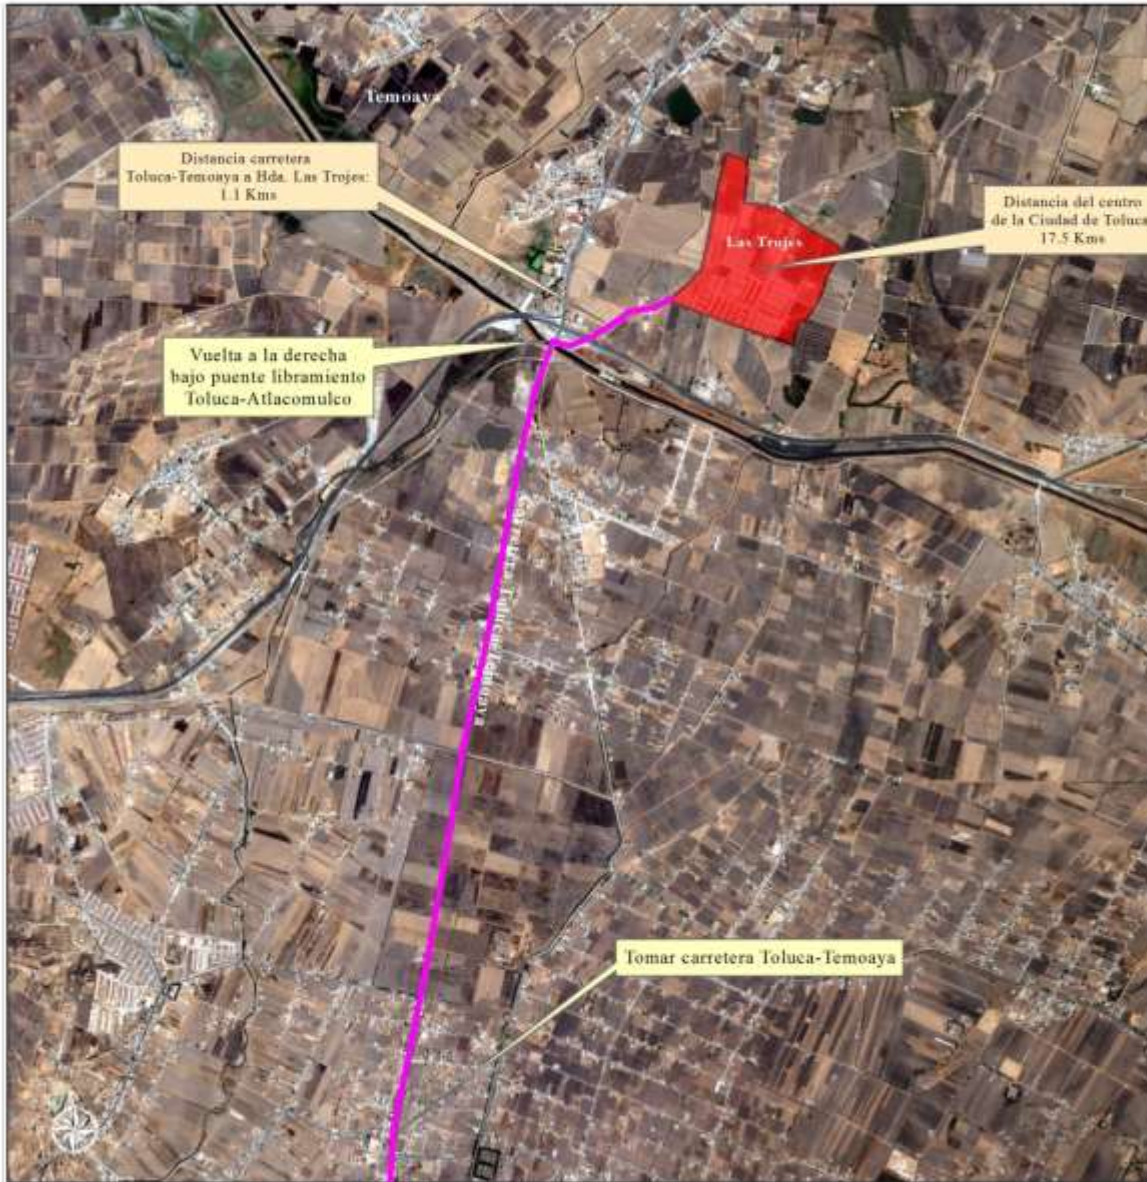 Temoaya
Distancia carretera
Toluca-Temoaya a Hda. Las Trojes:
1.1 Kms
Distancia del centro
de la Ciudad de Toluca
17.5 Kms
Las Trojes
Vuelta a la derecha
bajo puente libramiento
Toluca-Atlacomulco
Tomar carretera Toluca-Temoaya